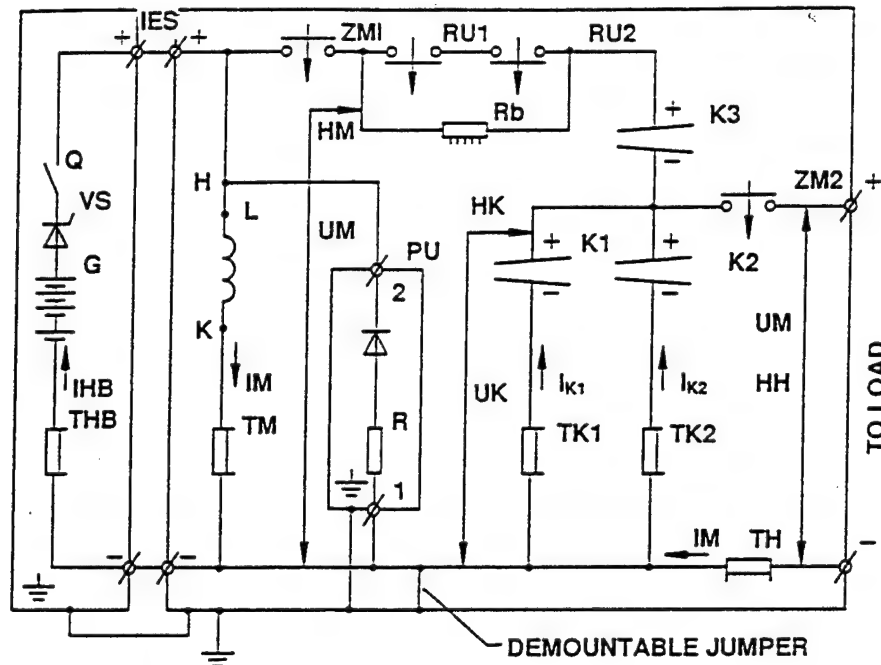 IES
+ + ZM1 RU1 RU2
Rb
HM
K3
+
−
Q
VS
G
H
L
UM
PU
2
HK
K1
+
−
+
−
K2
ZM2
+
K
IHB
THB
IM
TM
R
1
UK
IK1
TK1
IK2
TK2
UM
HH
TO LOAD
IM
TH
− −
−
DEMOUNTABLE JUMPER